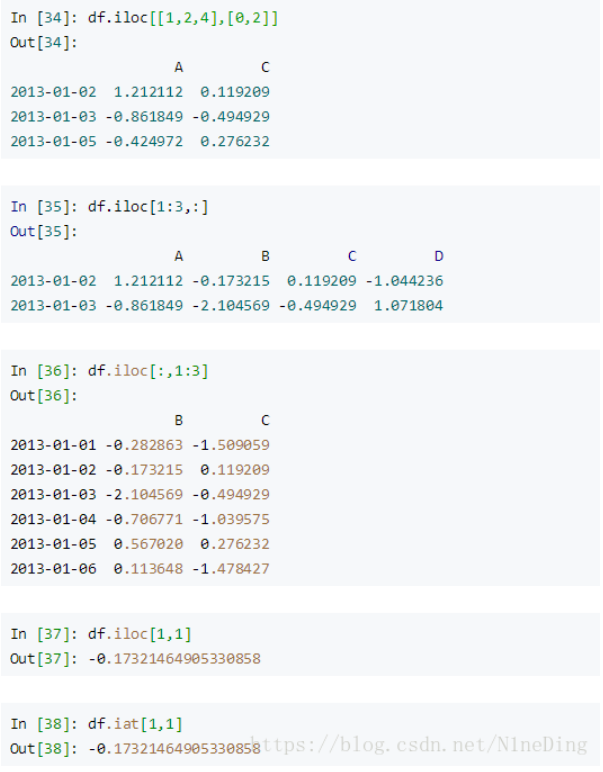 In [34]: df.iloc[[1,2,4],[0,2]]
Out[34]:
                   A         C
2013-01-02  1.212112  0.119209
2013-01-03 -0.861849 -0.494929
2013-01-05 -0.424972  0.276232
In [35]: df.iloc[1:3,:]
Out[35]:
                   A         B         C         D
2013-01-02  1.212112 -0.173215  0.119209 -1.044236
2013-01-03 -0.861849 -2.104569 -0.494929  1.071804
In [36]: df.iloc[:,1:3]
Out[36]:
                   B         C
2013-01-01 -0.282863 -1.509059
2013-01-02 -0.173215  0.119209
2013-01-03 -2.104569 -0.494929
2013-01-04 -0.706771 -1.039575
2013-01-05  0.567020  0.276232
2013-01-06  0.113648 -1.478427
In [37]: df.iloc[1,1]
Out[37]: -0.17321464905330858
In [38]: df.iat[1,1]
Out[38]: -0.17321464905330858
https://blog.csdn.net/N1neDing